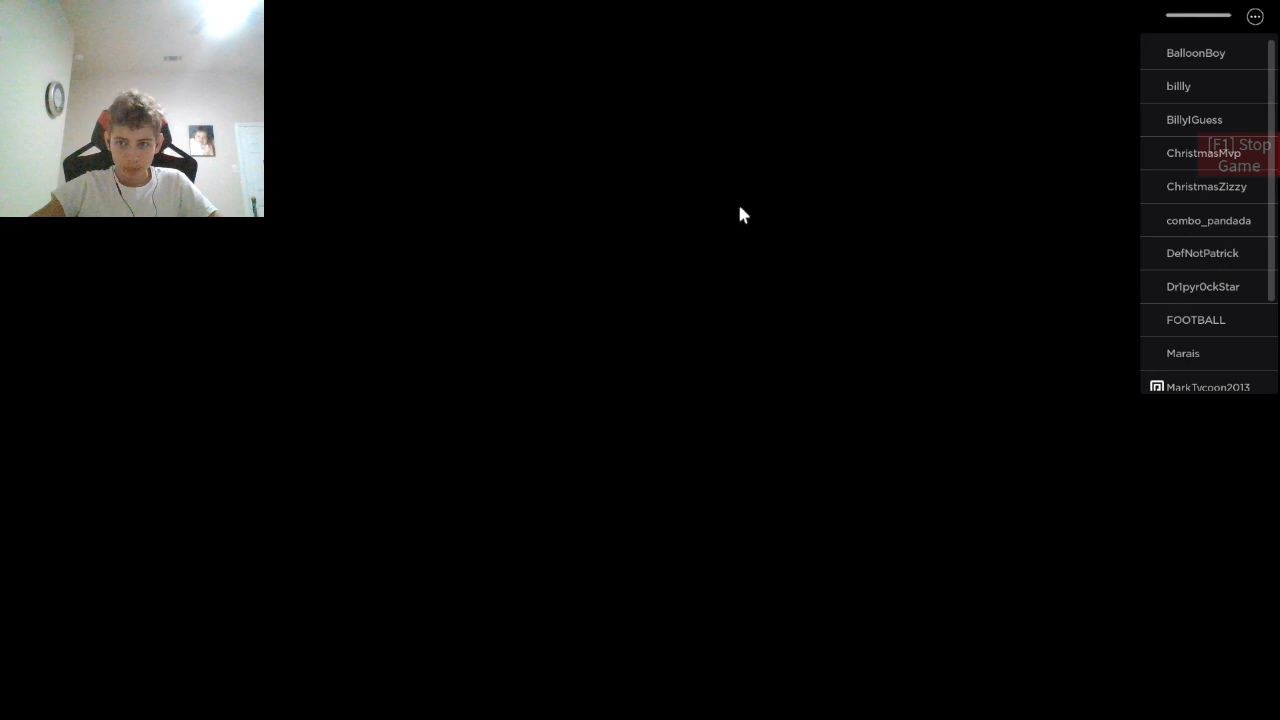 BalloonBoy
billly
BillyIGuess
[F1] Stop
Game
ChristmasMvp
ChristmasZizzy
combo_pandada
DefNotPatrick
Dr1pyr0ckStar
FOOTBALL
Marais
MarkTycoon2013